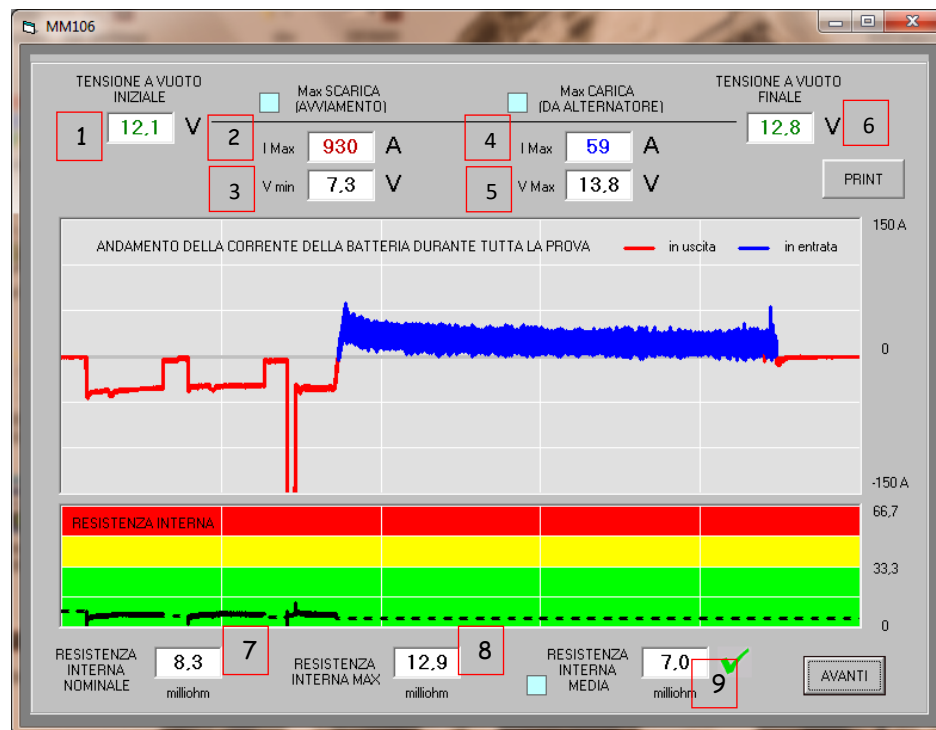 MM106
TENSIONE A VUOTO
INIZIALE
1
12,1 V
Max SCARICA
(AVVIAMENTO)
2
I Max 930 A
3
V min 7,3 V
Max CARICA
(DA ALTERNATORE)
4
I Max 59 A
5
V Max 13,8 V
TENSIONE A VUOTO
FINALE
12,8 V
6
PRINT
ANDAMENTO DELLA CORRENTE DELLA BATTERIA DURANTE TUTTA LA PROVA
in uscita
in entrata
150 A
0
-150 A
RESISTENZA INTERNA
66,7
33,3
0
RESISTENZA
INTERNA
NOMINALE
8,3
milliohm
7
RESISTENZA
INTERNA MAX
12,9
milliohm
8
RESISTENZA
INTERNA
MEDIA
7,0
milliohm
9
AVANTI